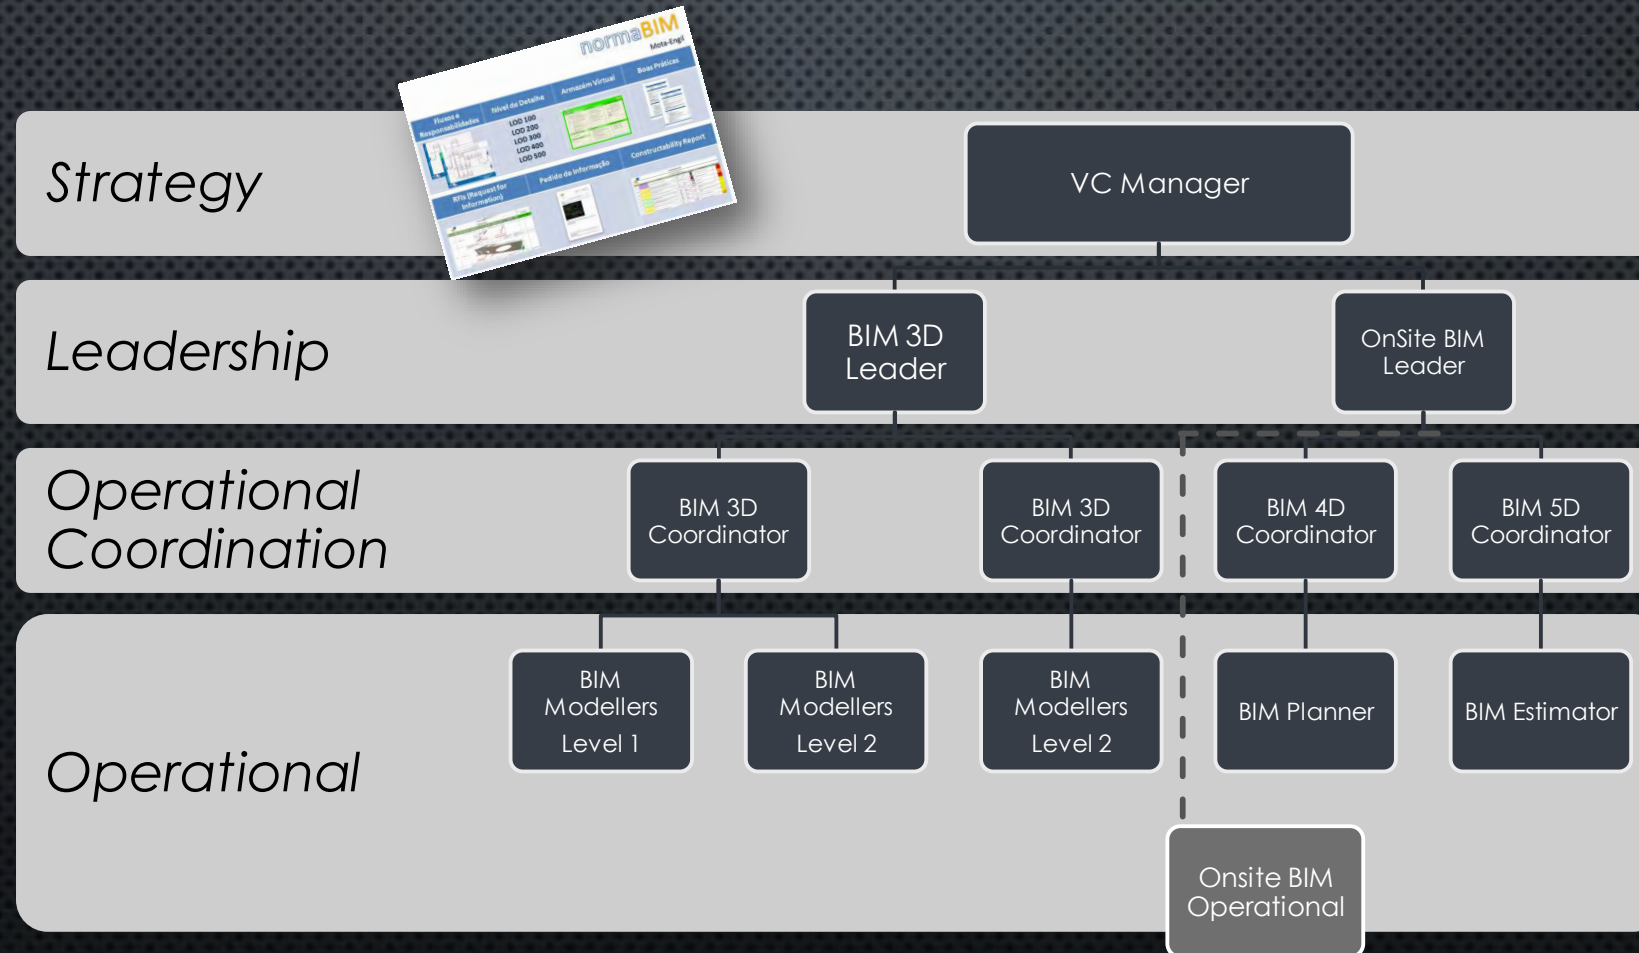 normaBIM
Mota-Engil
Fluxos e
Responsabilidades
Nível de Detalhe
Armazém Virtual
Boas Práticas
LOD 100
LOD 200
LOD 300
LOD 400
LOD 500
RFIs (Request for
Information)
Pedido de Informação
Constructability Report
Strategy
VC Manager
Leadership
BIM 3D
Leader
OnSite BIM
Leader
Operational
Coordination
BIM 3D
Coordinator
BIM 3D
Coordinator
BIM 4D
Coordinator
BIM 5D
Coordinator
Operational
BIM
Modellers
Level 1
BIM
Modellers
Level 2
BIM
Modellers
Level 2
BIM Planner
BIM Estimator
Onsite BIM
Operational